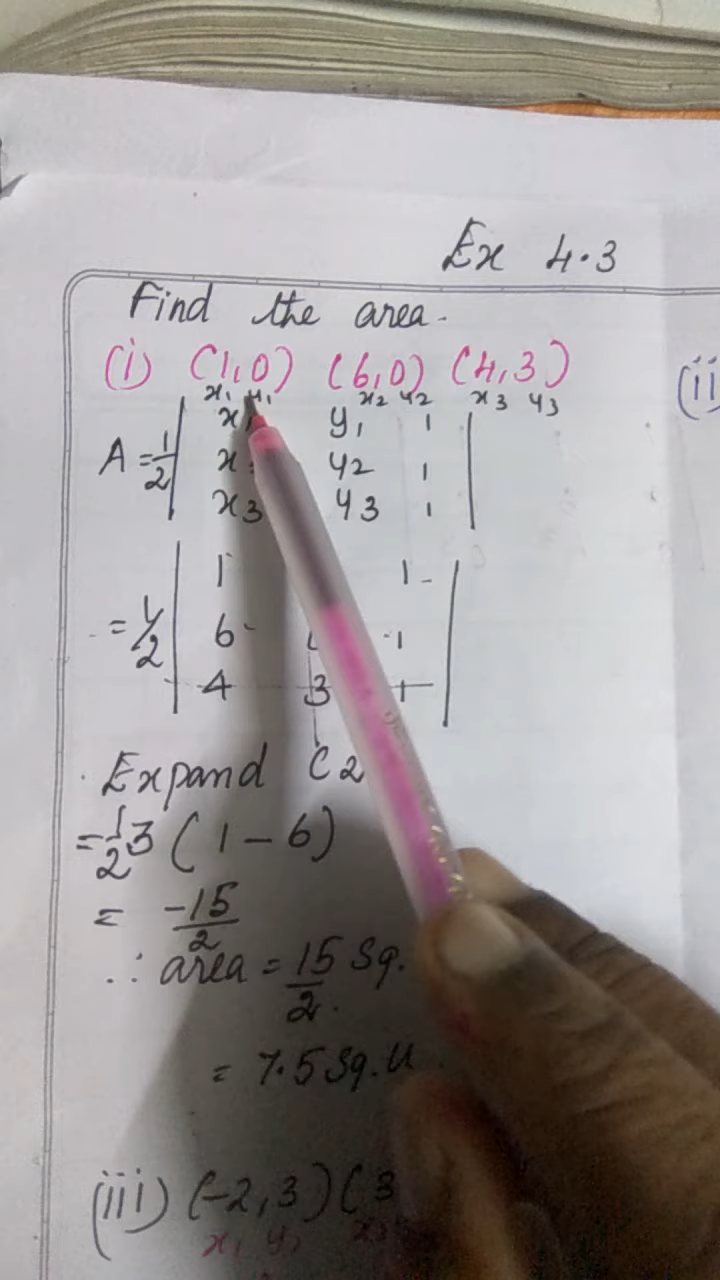 Ex 4.3
Find the area.
(i) (1,0) (6,0) (4,3)
(ii
x₁ y₁ x₂ y₂ x₃ y₃
A = 1/2 | x y₁ 1 |
x y₂ 1
x₃ y₃ 1
= 1/2 | 1 1 |
6 1
4 3 1
Expand C2
= 1/2 3 (1 - 6)
= -15/2
∴ area = 15/2 Sq.
= 7.5 Sq. U
(iii) (-2,3) (3
x₁ y₁